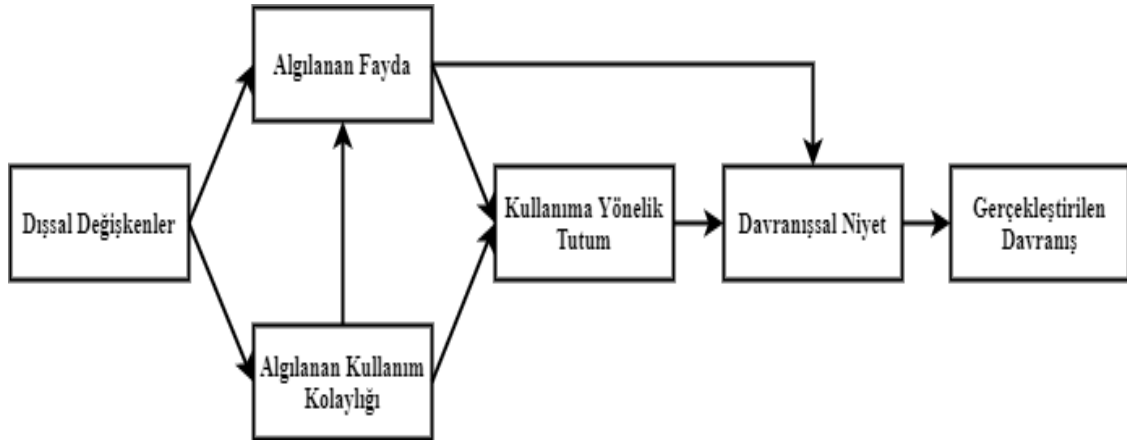 Algılanan Fayda
Dışsal Değişkenler
Kullanıma Yönelik
Tutum
Davranışsal Niyet
Gerçekleştirilen
Davranış
Algılanan Kullanım
Kolaylığı